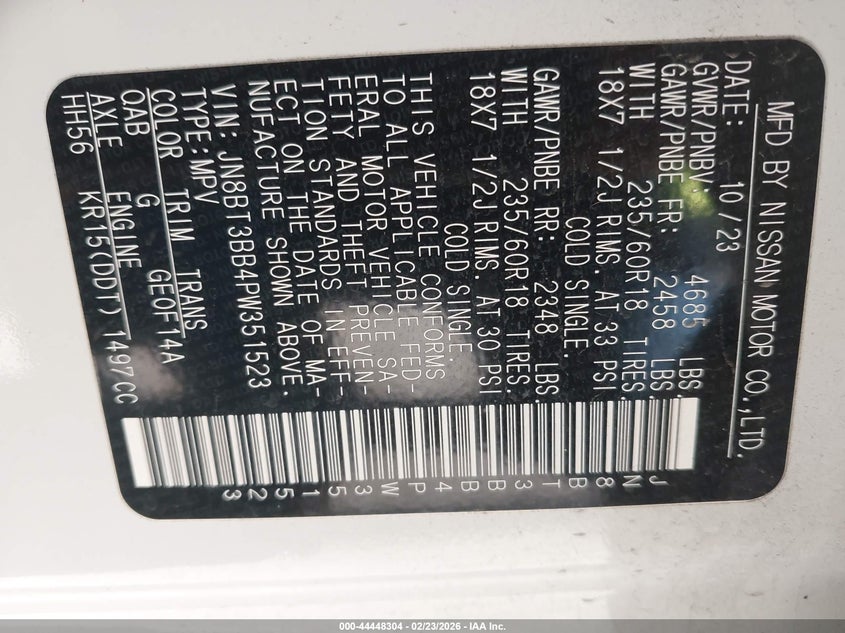 MFD BY NISSAN MOTOR CO.,LTD.
DATE: 10/23
GVWR/PNBV: 4685 LBS.
GAWR/PNBE FR: 2458 LBS.
WITH 235/60R18 TIRES.
18X7 1/2J RIMS. AT 33 PSI
COLD SINGLE.
GAWR/PNBE RR: 2348 LBS.
WITH 235/60R18 TIRES.
18X7 1/2J RIMS. AT 30 PSI
COLD SINGLE.
THIS VEHICLE CONFORMS
TO ALL APPLICABLE FED-
ERAL MOTOR VEHICLE SA-
FETY AND THEFT PREVEN-
TION STANDARDS IN EFF-
ECT ON THE DATE OF MA-
NUFACTURE SHOWN ABOVE.
VIN: JN8BT3BB4PW351523
TYPE: MPV
COLOR TRIM TRANS
QAB G GE0F14A
AXLE ENGINE
HH56 KR15(DDT) 1497CC
JN8BT3BB4PW351523
000-44448304 | 02/23/2026 - IAA Inc.